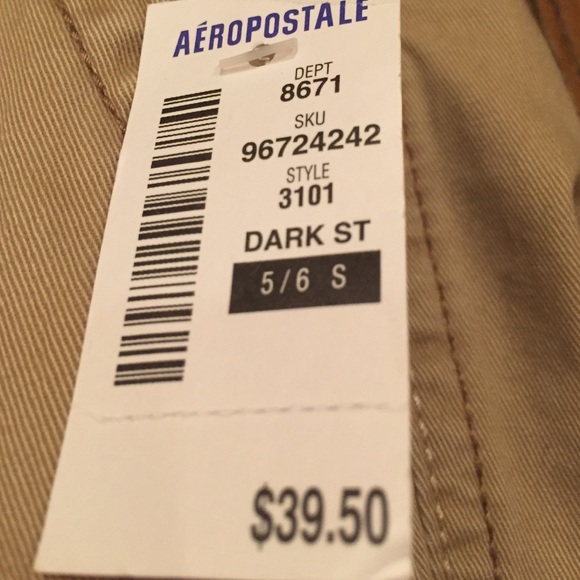 AÉROPOSTALE
DEPT
8671
SKU
96724242
STYLE
3101
DARK ST
5/6 S
$39.50